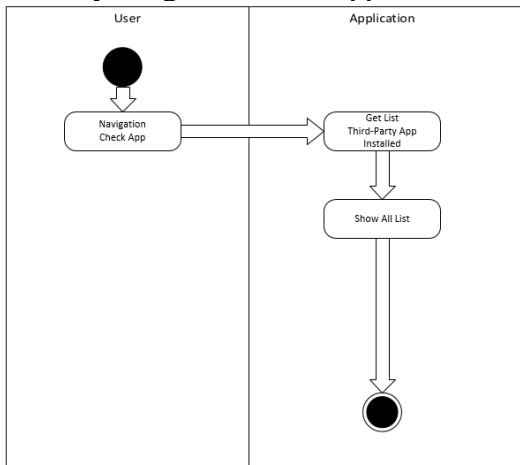 User
Application
Navigation
Check App
Get List
Third-Party App
Installed
Show All List